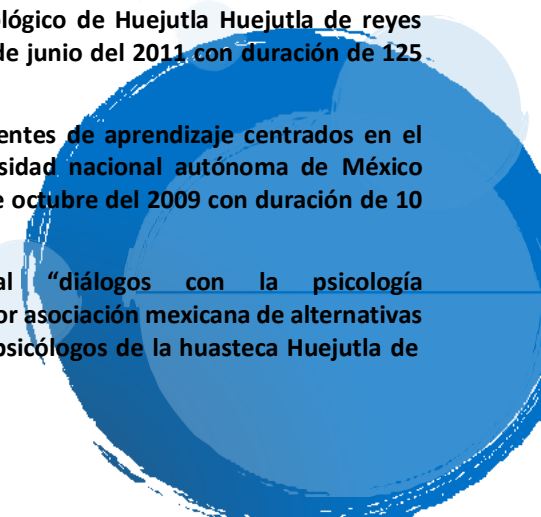 lógico de Huejutla Huejutla de reyes
de junio del 2011 con duración de 125
entes de aprendizaje centrados en el
sidad nacional autónoma de México
e octubre del 2009 con duración de 10
al “diálogos con la psicología
or asociación mexicana de alternativas
psicólogos de la huasteca Huejutla de